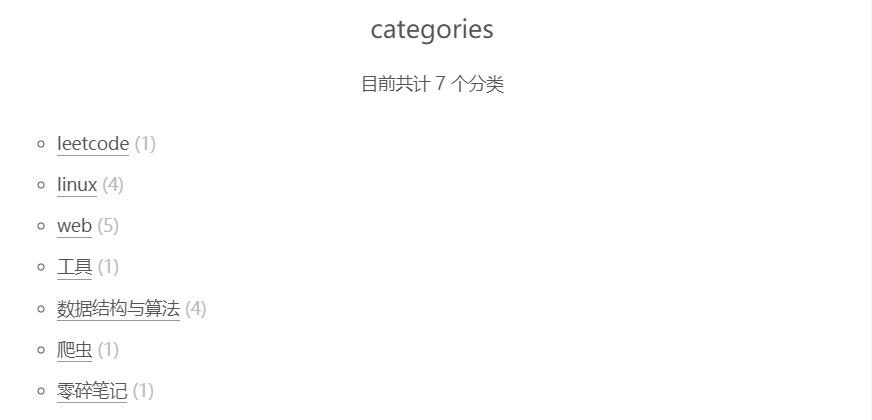 categories
目前共计 7 个分类
leetcode (1)
linux (4)
web (5)
工具 (1)
数据结构与算法 (4)
爬虫 (1)
零碎笔记 (1)